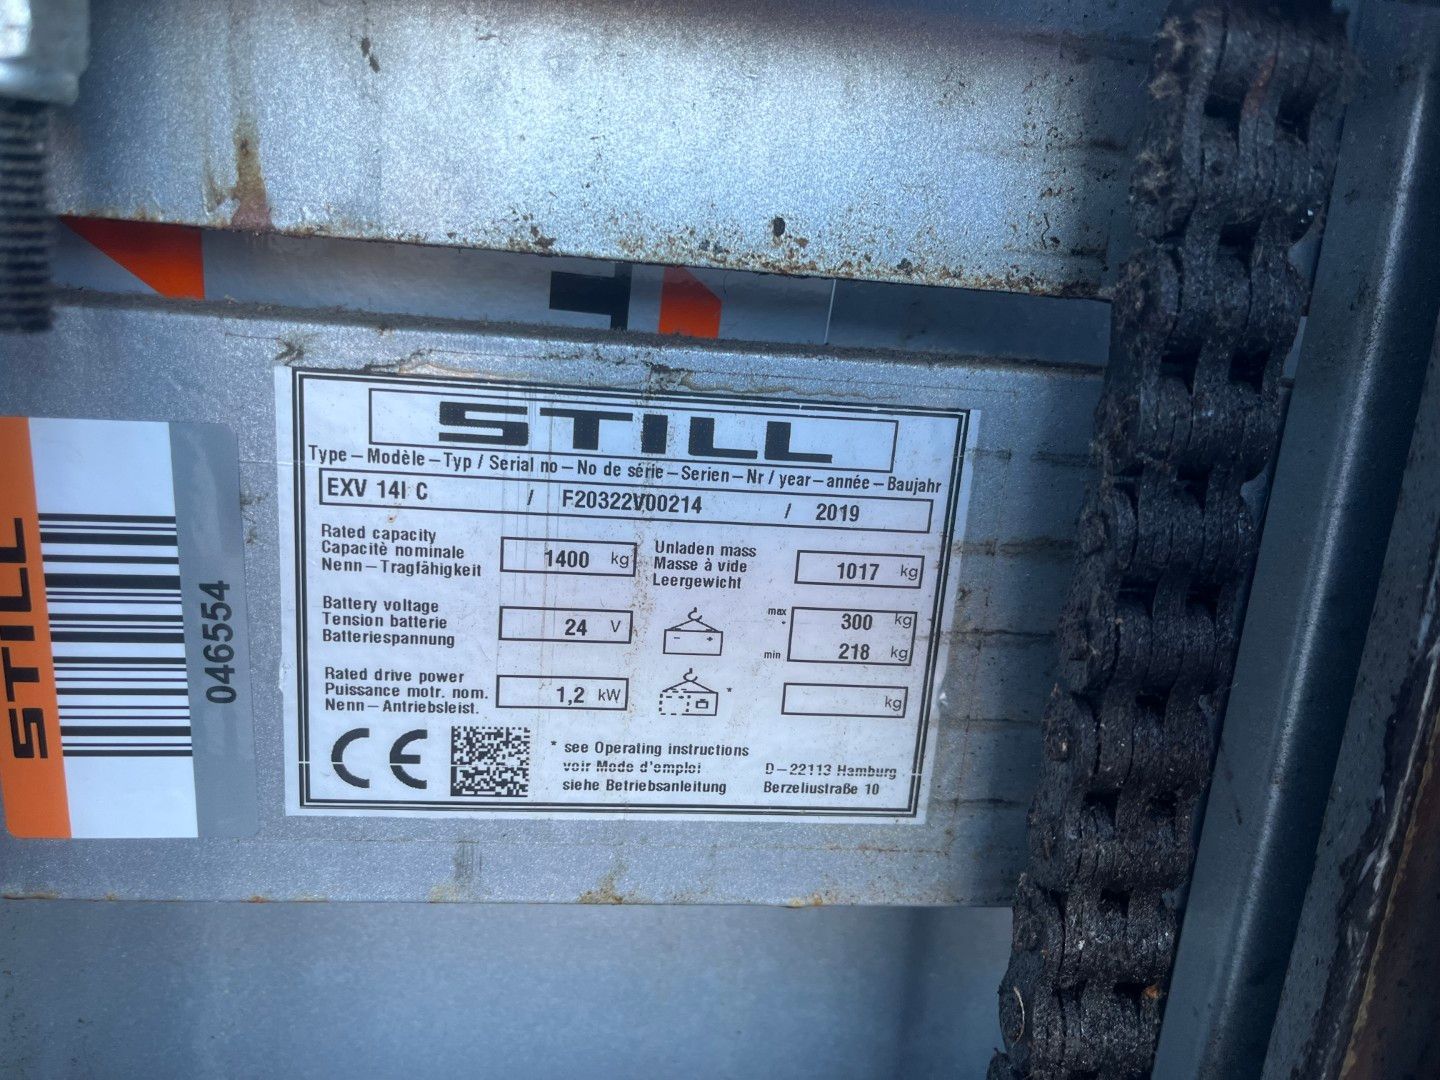 STILL
Type – Modèle – Typ / Serial no – No de série – Serien – Nr / year – année – Baujahr
EXV 14I C / F20322V00214 / 2019
Rated capacity
Capacitè nominale
Nenn – Tragfähigkeit
1400 kg
Unladen mass
Masse à vide
Leergewicht
1017 kg
Battery voltage
Tension batterie
Batteriespannung
24 V
- +
max
*
300 kg
min
218 kg
Rated drive power
Puissance motr. nom.
Nenn – Antriebsleist.
1,2 kW
*
kg
CE
* see Operating instructions
voir Mode d'emploi
siehe Betriebsanleitung
D – 22113 Hamburg
Berzeliustraße 10
STILL
046554